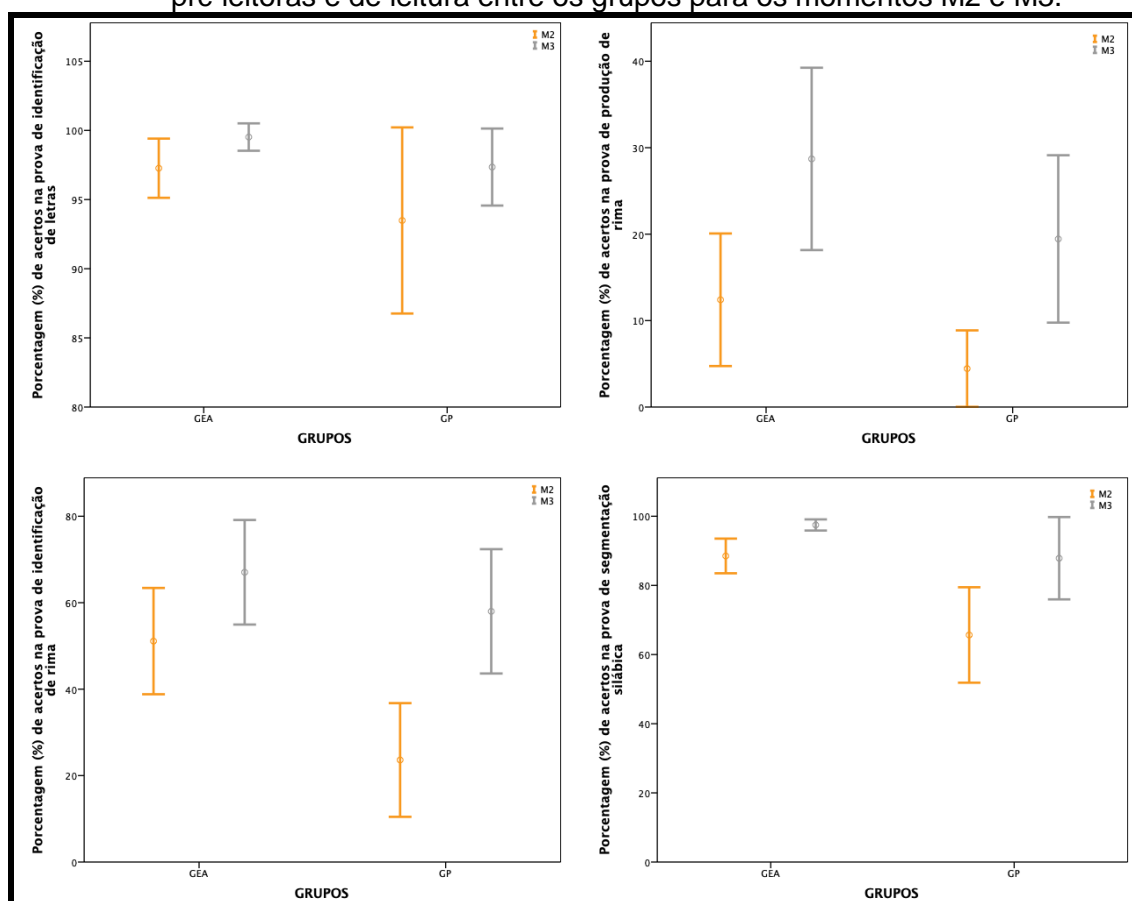 pré-leitoras e de leitura entre os grupos para os momentos M2 e M3.
Porcentagem (%) de acertos na prova de identificação
de letras
105
100
95
90
85
80
M2
M3
GEA
GP
GRUPOS
Porcentagem (%) de acertos na prova de produção de
rima
40
30
20
10
0
M2
M3
GEA
GP
GRUPOS
Porcentagem (%) de acertos na prova de identificação
de rima
80
60
40
20
0
M2
M3
GEA
GP
GRUPOS
Porcentagem (%) de acertos na prova de segmentação
silábica
100
80
60
40
20
0
M2
M3
GEA
GP
GRUPOS